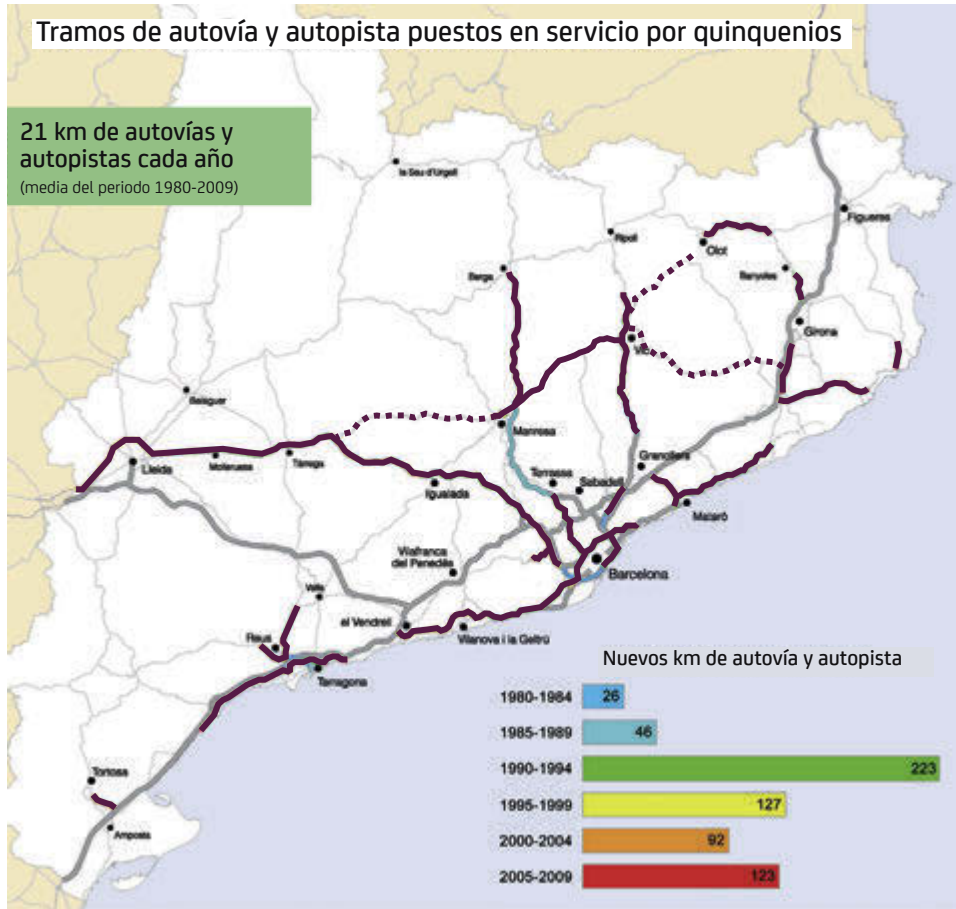 Tramos de autovía y autopista puestos en servicio por quinquenios
21 km de autovías y
autopistas cada año
(media del periodo 1980-2009)
la Seu d'Urgell
Figueres
Ripoll
Olot
Berga
Banyoles
Girona
Vic
Balaguer
Manresa
Lleida
Mollerussa
Tàrrega
Granollers
Terrassa
Sabadell
Igualada
Mataró
Vilafranca
del Penedès
Barcelona
Valls
el Vendrell
Reus
Vilanova i la Geltrú
Tarragona
Tortosa
Amposta
Nuevos km de autovía y autopista
1980-1984 26
1985-1989 46
1990-1994 223
1995-1999 127
2000-2004 92
2005-2009 123